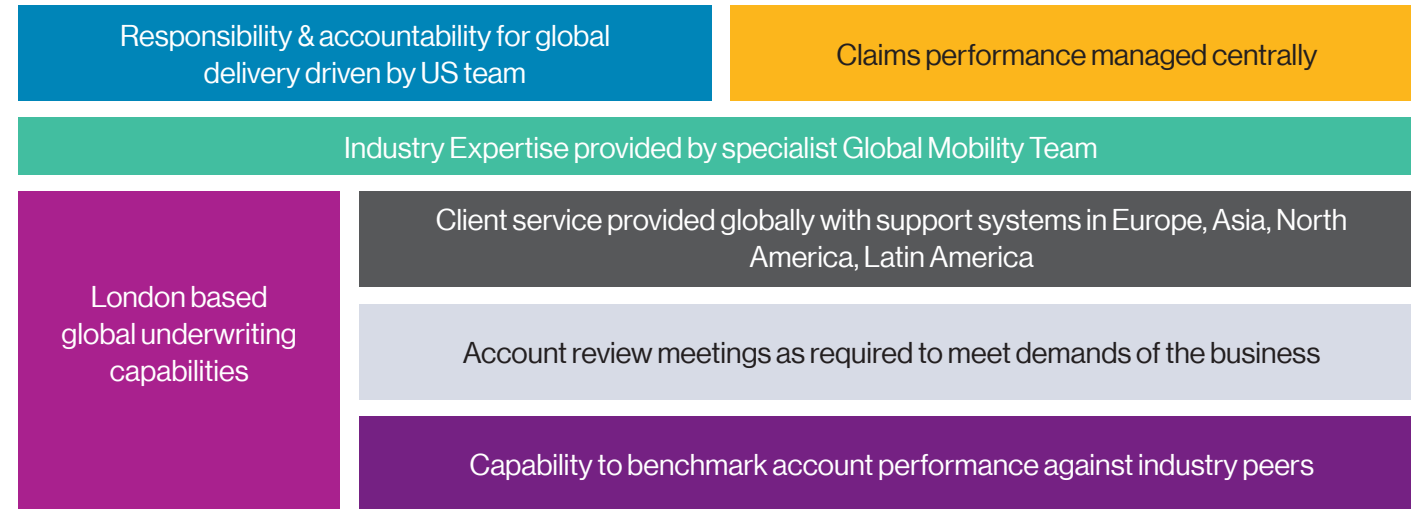 Responsibility & accountability for global
delivery driven by US team
Claims performance managed centrally
Industry Expertise provided by specialist Global Mobility Team
London based
global underwriting
capabilities
Client service provided globally with support systems in Europe, Asia, North
America, Latin America
Account review meetings as required to meet demands of the business
Capability to benchmark account performance against industry peers